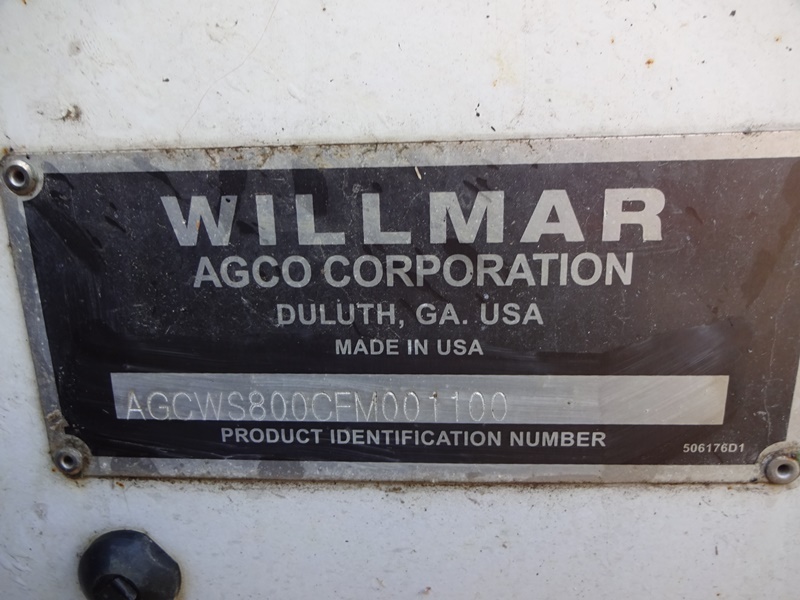 WILLMAR
AGCO CORPORATION
DULUTH, GA. USA
MADE IN USA
AGCWS800CFM001100
PRODUCT IDENTIFICATION NUMBER
506176D1